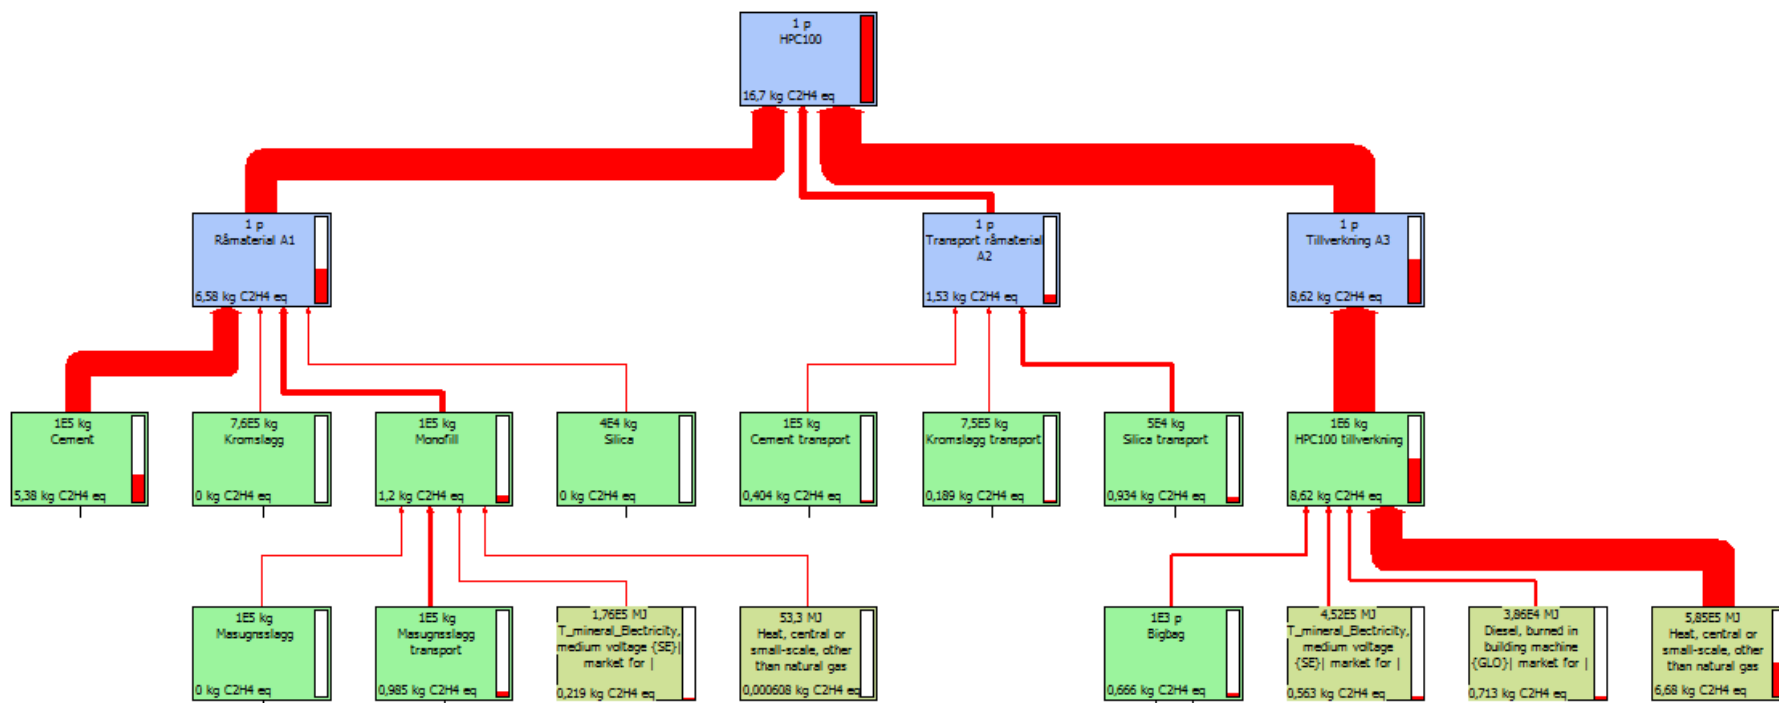 1 p
HPC100
16,7 kg C2H4 eq
1 p
Råmaterial A1
6,58 kg C2H4 eq
1 p
Transport råmaterial
A2
1,53 kg C2H4 eq
1 p
Tillverkning A3
8,62 kg C2H4 eq
1E5 kg
Cement
5,38 kg C2H4 eq
7,6E5 kg
Kromslagg
0 kg C2H4 eq
1E5 kg
Monofill
1,2 kg C2H4 eq
4E4 kg
Silica
0 kg C2H4 eq
1E5 kg
Cement transport
0,404 kg C2H4 eq
7,5E5 kg
Kromslagg transport
0,189 kg C2H4 eq
5E4 kg
Silica transport
0,934 kg C2H4 eq
1E6 kg
HPC100 tillverkning
8,62 kg C2H4 eq
1E5 kg
Masugnsslagg
0 kg C2H4 eq
1E5 kg
Masugnsslagg
transport
0,985 kg C2H4 eq
1,76E5 MJ
T_mineral_Electricity,
medium voltage {SE}|
market for |
0,219 kg C2H4 eq
53,3 MJ
Heat, central or
small-scale, other
than natural gas
0,000608 kg C2H4 eq
1E3 p
Bigbag
0,666 kg C2H4 eq
4,52E5 MJ
T_mineral_Electricity,
medium voltage
{SE}| market for |
0,563 kg C2H4 eq
3,86E4 MJ
Diesel, burned in
building machine
{GLO}| market for |
0,713 kg C2H4 eq
5,85E5 MJ
Heat, central or
small-scale, other
than natural gas
6,68 kg C2H4 eq